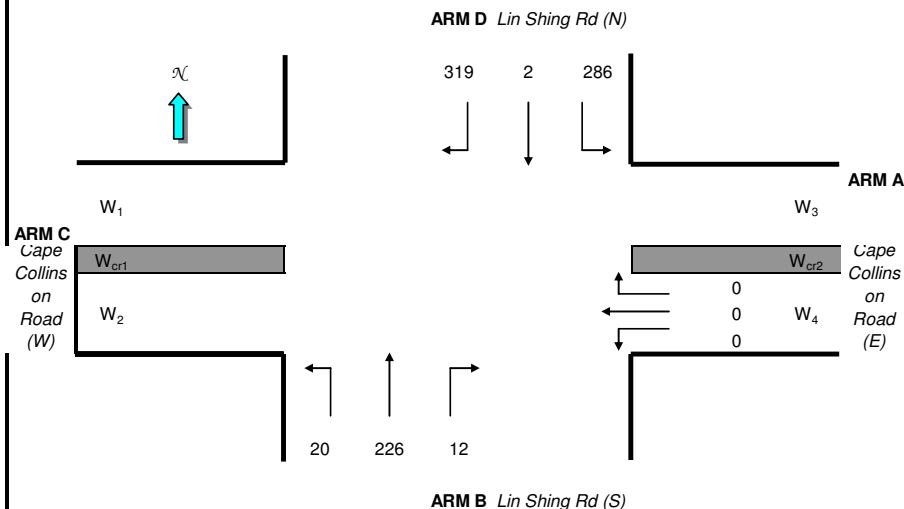 ARM D Lin Shing Rd (N)
N
319 2 286
ARM A
W1
W3
ARM C
Cape Collins on Road (W)
Wcr1
Wcr2
Cape Collins on Road (E)
0
W2
0
W4
0
20 226 12
ARM B Lin Shing Rd (S)